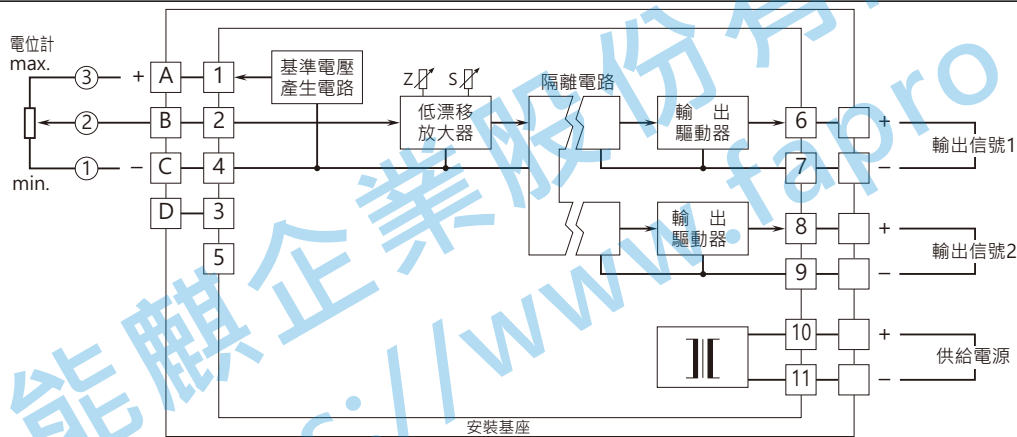 電位計
max.
③ + A 1
基準電壓
產生電路
Z S
隔離電路
低漂移
放大器
輸 出
驅動器
② B 2
6 +
輸出信號1
① − C 4
7 −
min.
D 3
輸 出
驅動器
8 +
輸出信號2
5
9 −
10 +
供給電源
11 −
安裝基座
能麒企業股份有
s://www.fapro